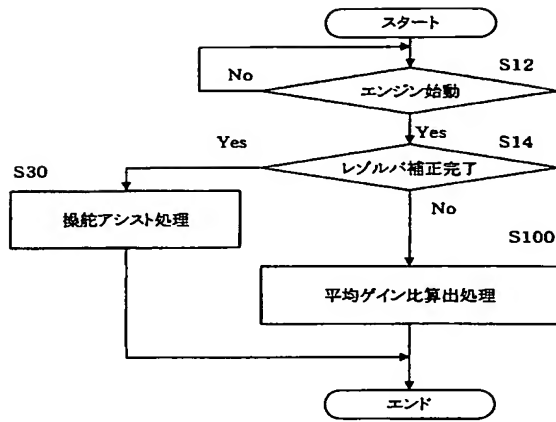 スタート
S12
No
エンジン始動
Yes
Yes
S14
レゾルバ補正完了
S30
No
操舵アシスト処理
S100
平均ゲイン比算出処理
エンド